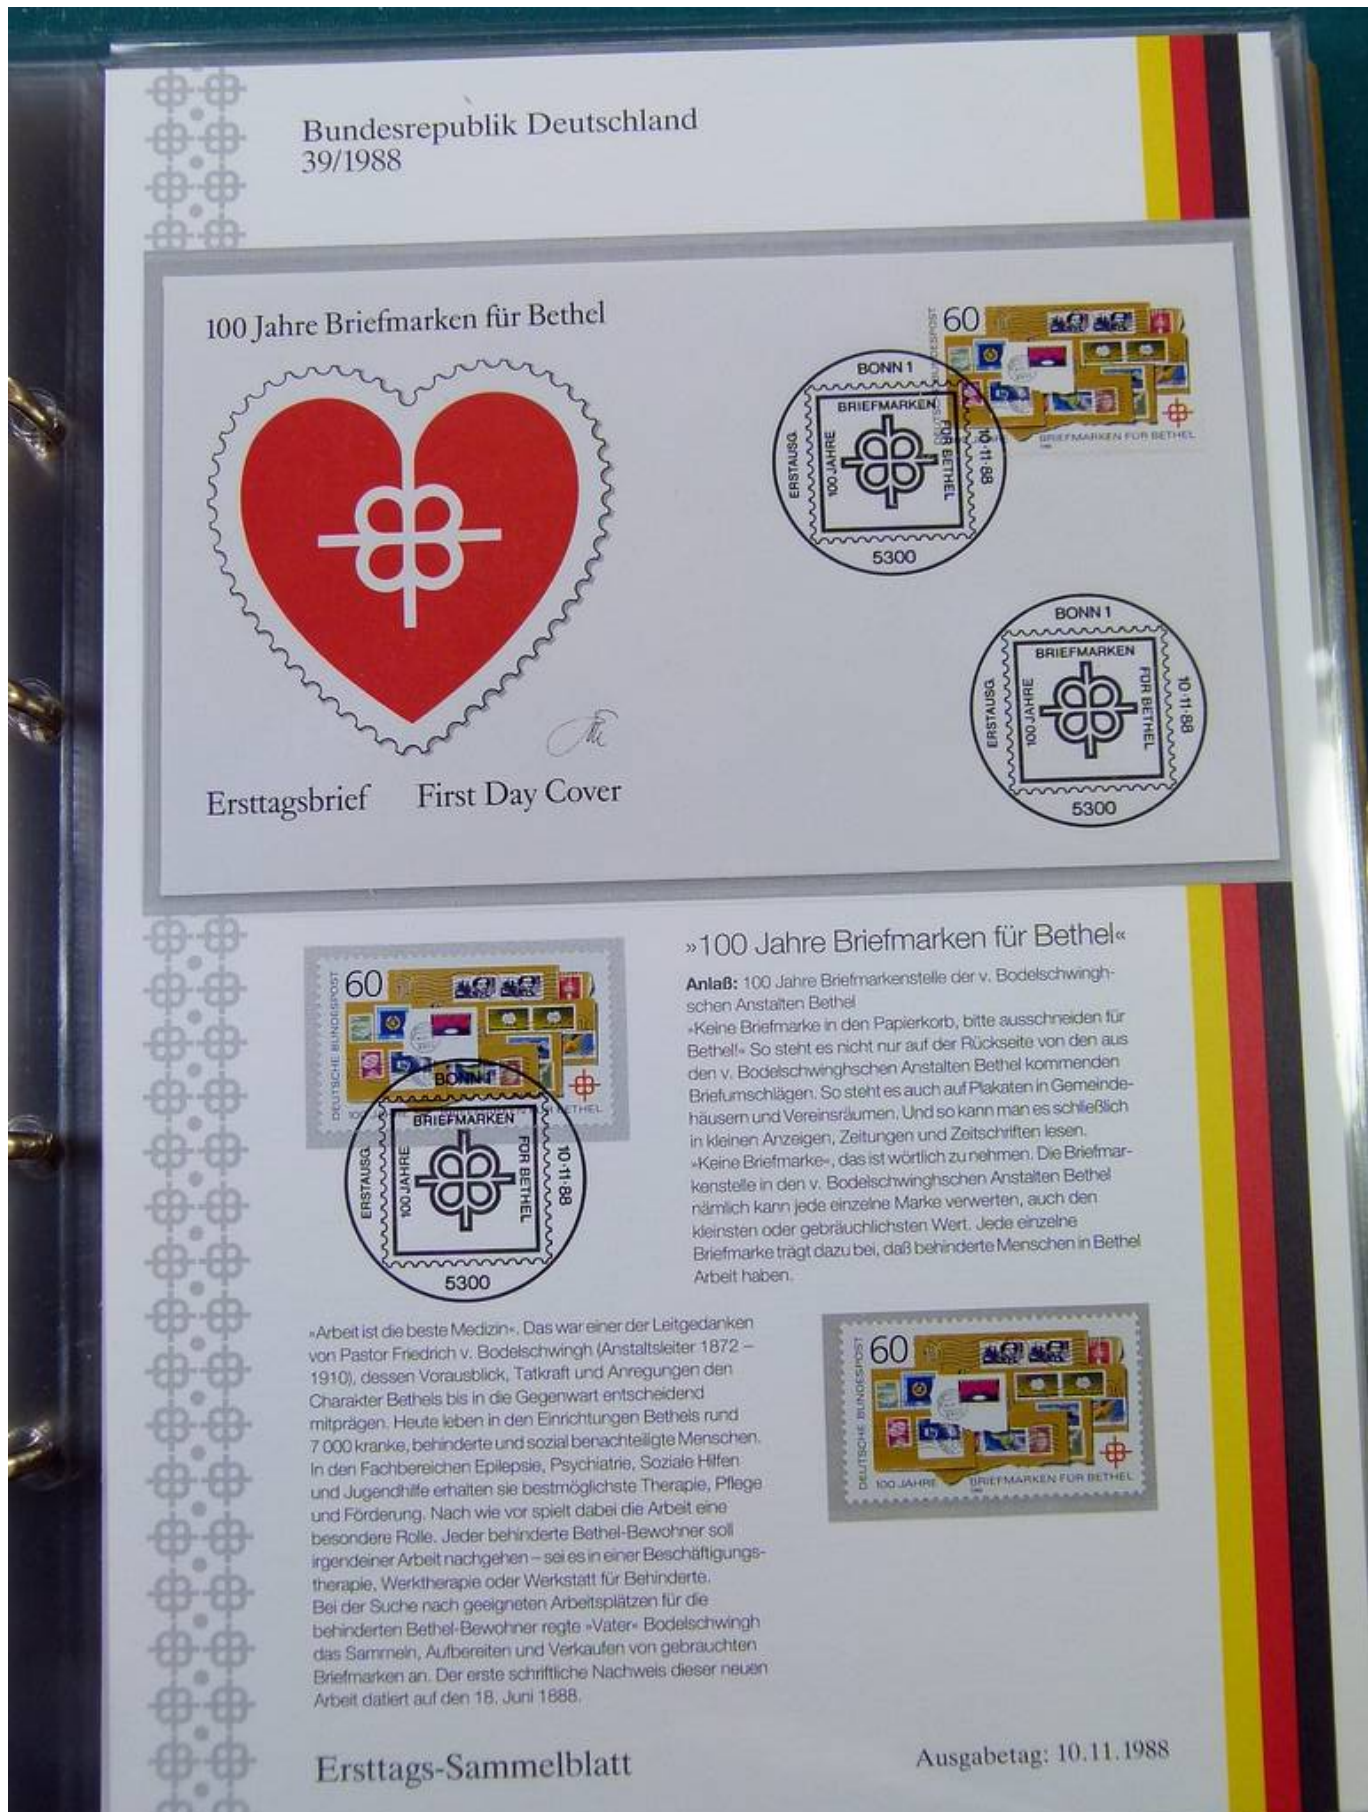 Bundesrepublik Deutschland
39/1988
100 Jahre Briefmarken für Bethel
60
DEUTSCHE BUNDESPOST
BRIEFMARKEN FÜR BETHEL
BONN 1
BRIEFMARKEN
ERSTAUSG.
100 JAHRE
FÜR BETHEL
10·11·88
5300
BONN 1
BRIEFMARKEN
ERSTAUSG.
100 JAHRE
FÜR BETHEL
10·11·88
5300
Ersttagsbrief First Day Cover
60
DEUTSCHE BUNDESPOST
BONN 1
BRIEFMARKEN
ERSTAUSG.
100 JAHRE
FÜR BETHEL
10·11·88
5300
»100 Jahre Briefmarken für Bethel«
Anlaß: 100 Jahre Briefmarkenstelle der v. Bodelschwingh-
schen Anstalten Bethel
»Keine Briefmarke in den Papierkorb, bitte ausschneiden für
Bethel!« So steht es nicht nur auf der Rückseite von den aus
den v. Bodelschwinghschen Anstalten Bethel kommenden
Briefumschlägen. So steht es auch auf Plakaten in Gemeinde-
häusern und Vereinsräumen. Und so kann man es schließlich
in kleinen Anzeigen, Zeitungen und Zeitschriften lesen.
»Keine Briefmarke«, das ist wörtlich zu nehmen. Die Briefmar-
kenstelle in den v. Bodelschwinghschen Anstalten Bethel
nämlich kann jede einzelne Marke verwerten, auch den
kleinsten oder gebräuchlichsten Wert. Jede einzelne
Briefmarke trägt dazu bei, daß behinderte Menschen in Bethel
Arbeit haben.
»Arbeit ist die beste Medizin«. Das war einer der Leitgedanken
von Pastor Friedrich v. Bodelschwingh (Anstaltsleiter 1872 –
1910), dessen Vorausblick, Tatkraft und Anregungen den
Charakter Bethels bis in die Gegenwart entscheidend
mitprägen. Heute leben in den Einrichtungen Bethels rund
7 000 kranke, behinderte und sozial benachteiligte Menschen.
In den Fachbereichen Epilepsie, Psychiatrie, Soziale Hilfen
und Jugendhilfe erhalten sie bestmöglichste Therapie, Pflege
und Förderung. Nach wie vor spielt dabei die Arbeit eine
besondere Rolle. Jeder behinderte Bethel-Bewohner soll
irgendeiner Arbeit nachgehen – sei es in einer Beschäftigungs-
therapie, Werktherapie oder Werkstatt für Behinderte.
Bei der Suche nach geeigneten Arbeitsplätzen für die
behinderten Bethel-Bewohner regte »Vater« Bodelschwingh
das Sammeln, Aufbereiten und Verkaufen von gebrauchten
Briefmarken an. Der erste schriftliche Nachweis dieser neuen
Arbeit datiert auf den 18. Juni 1888.
60
DEUTSCHE BUNDESPOST
100 JAHRE BRIEFMARKEN FÜR BETHEL
Ersttags-Sammelblatt
Ausgabetag: 10.11.1988